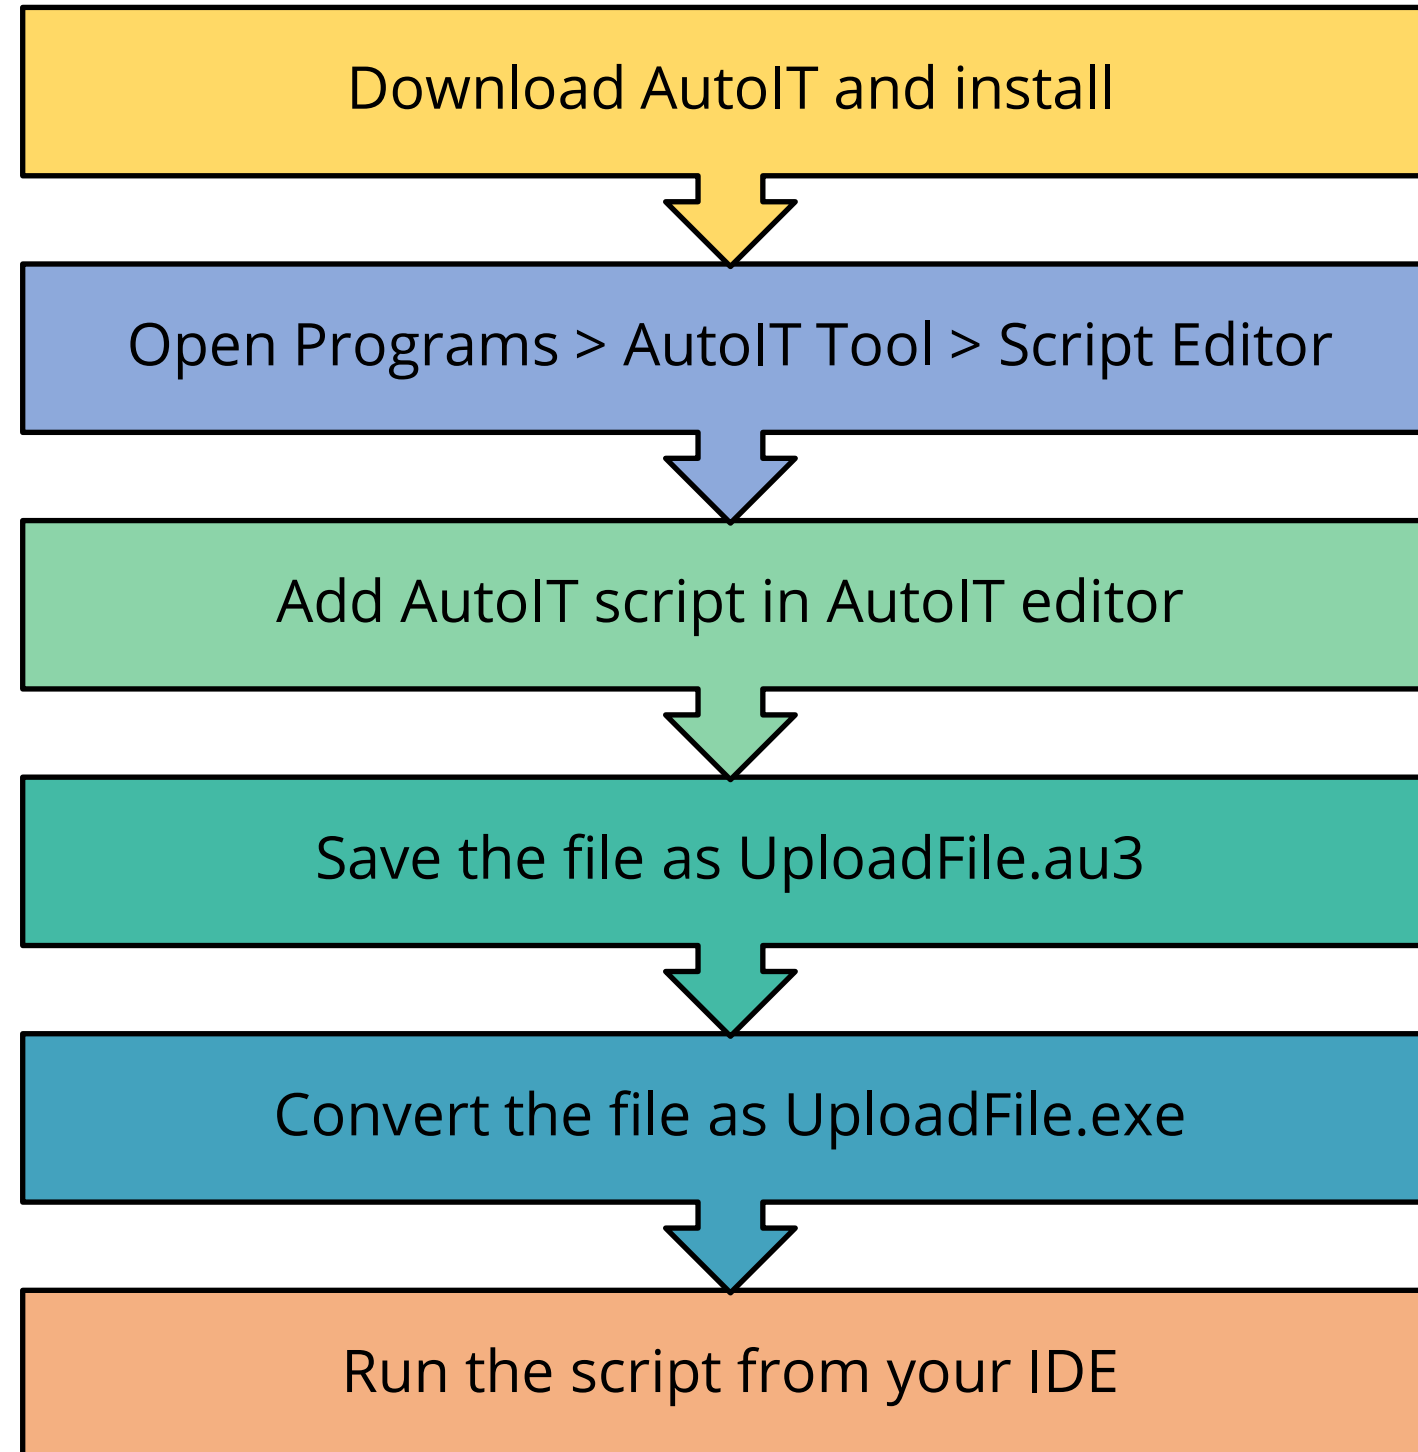 Download AutoIT and install
Open Programs > AutoIT Tool > Script Editor
Add AutoIT script in AutoIT editor
Save the file as UploadFile.au3
Convert the file as UploadFile.exe
Run the script from your IDE